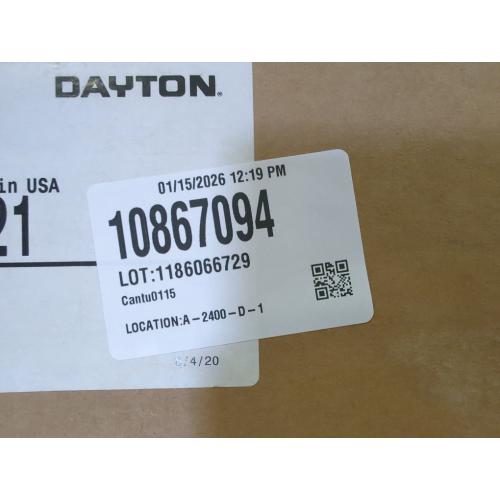 DAYTON®
in USA
21
01/15/2026 12:19 PM
10867094
LOT:1186066729
Cantu0115
LOCATION:A-2400-D-1
/4/20